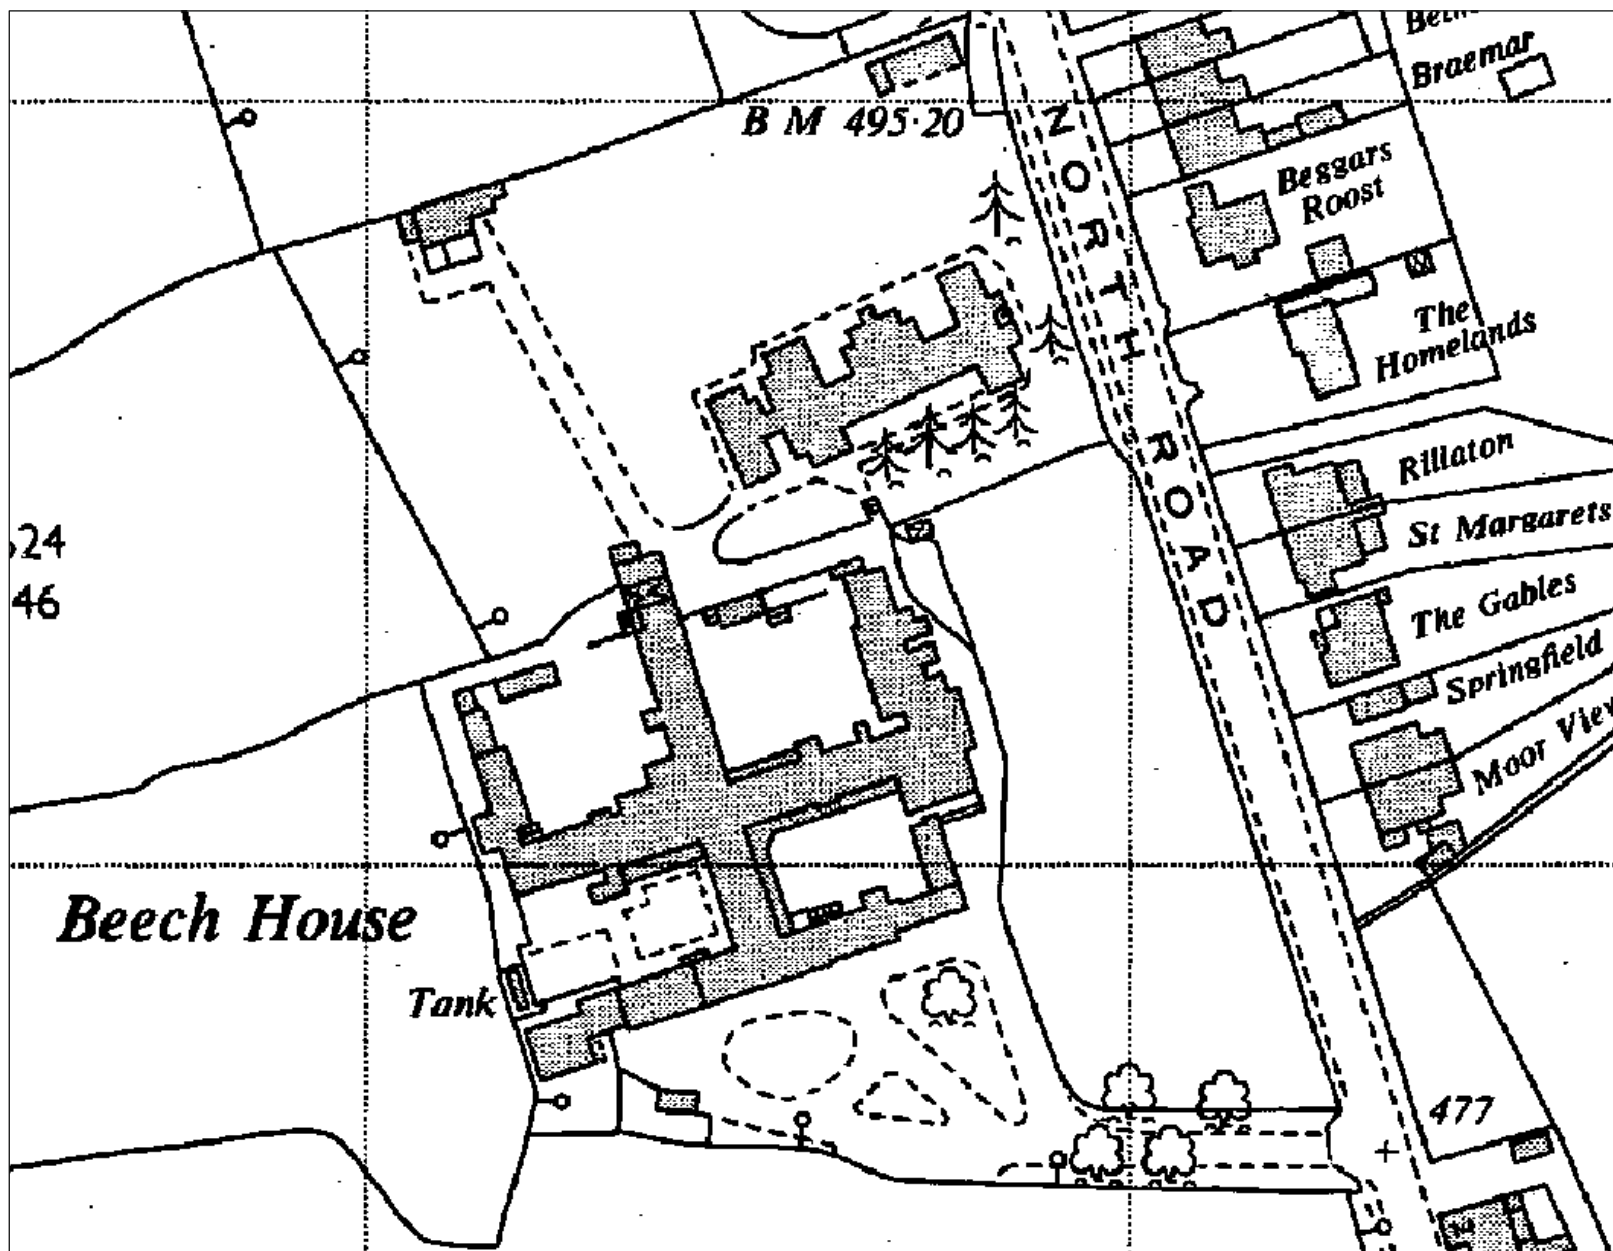 Braemar
B M 495·20
NORTH ROAD
Beggars
Roost
The
Homelands
Rillaton
St Margarets
The Gables
Springfield
Moor View
24
46
Beech House
Tank
477